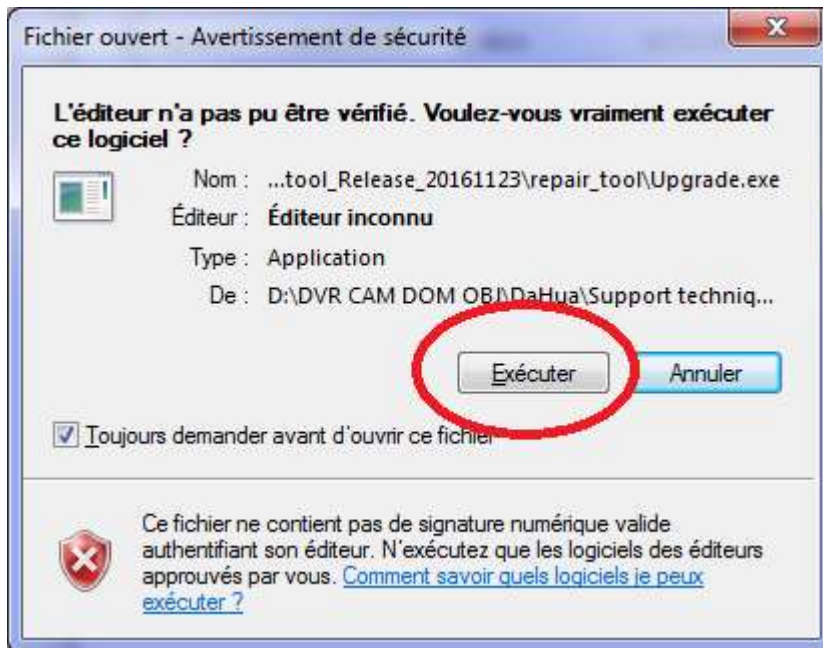 Fichier ouvert - Avertissement de sécurité
L'éditeur n'a pas pu être vérifié. Voulez-vous vraiment exécuter
ce logiciel ?
Nom : ...tool_Release_20161123\repair_tool\Upgrade.exe
Éditeur : Éditeur inconnu
Type : Application
De : D:\DVR CAM DOM OBJ\DaHua\Support techniq...
Exécuter Annuler
Toujours demander avant d'ouvrir ce fichier
Ce fichier ne contient pas de signature numérique valide
authentifiant son éditeur. N'exécutez que les logiciels des éditeurs
approuvés par vous. Comment savoir quels logiciels je peux
exécuter ?